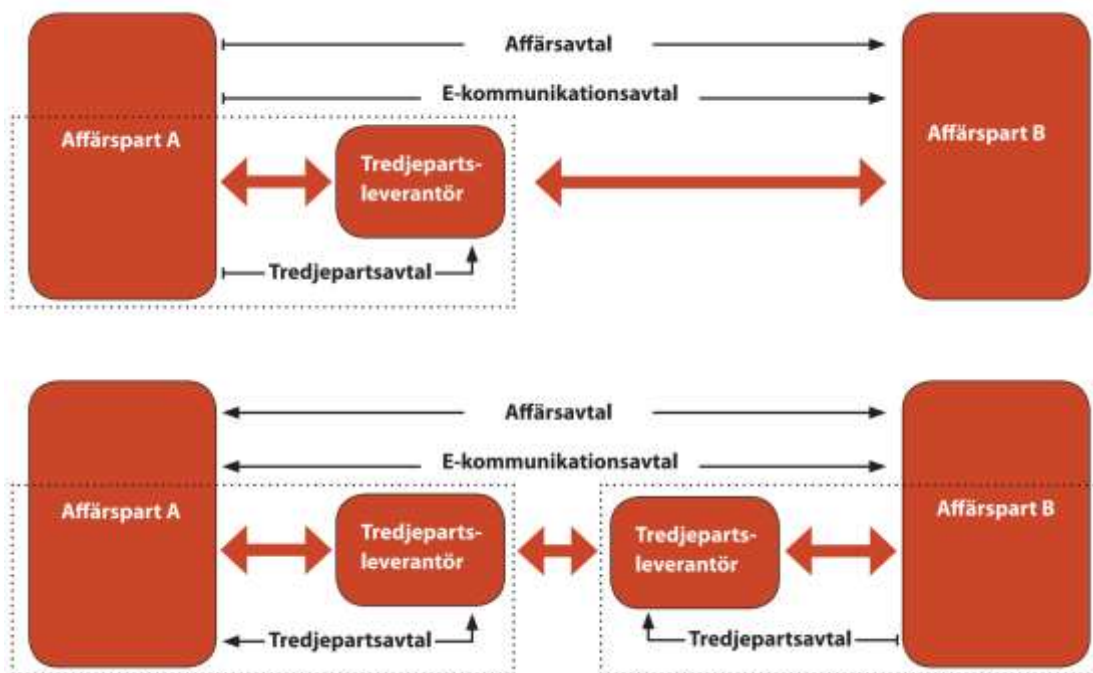 Affärsavtal
E-kommunikationsavtal
Affärspart A
Tredjeparts-
leverantör
Affärspart B
Tredjepartsavtal
Affärsavtal
E-kommunikationsavtal
Affärspart A
Tredjeparts-
leverantör
Tredjeparts-
leverantör
Affärspart B
Tredjepartsavtal
Tredjepartsavtal